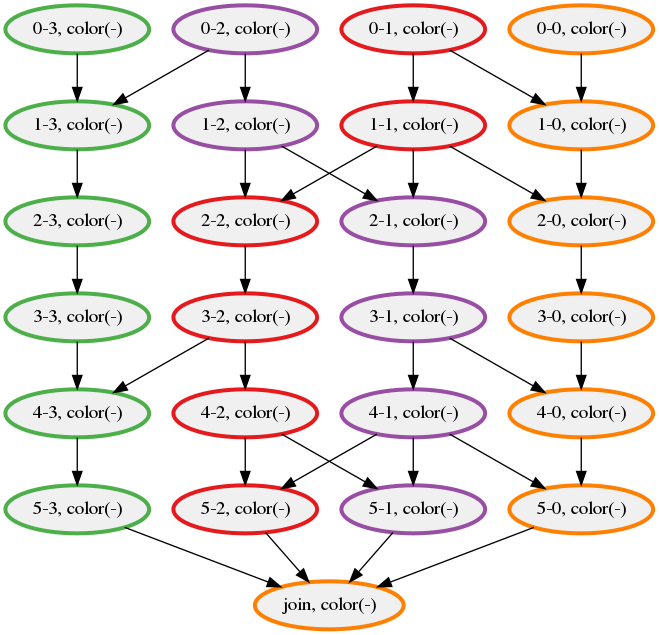 0-3, color(-)
0-2, color(-)
0-1, color(-)
0-0, color(-)
1-3, color(-)
1-2, color(-)
1-1, color(-)
1-0, color(-)
2-3, color(-)
2-2, color(-)
2-1, color(-)
2-0, color(-)
3-3, color(-)
3-2, color(-)
3-1, color(-)
3-0, color(-)
4-3, color(-)
4-2, color(-)
4-1, color(-)
4-0, color(-)
5-3, color(-)
5-2, color(-)
5-1, color(-)
5-0, color(-)
join, color(-)